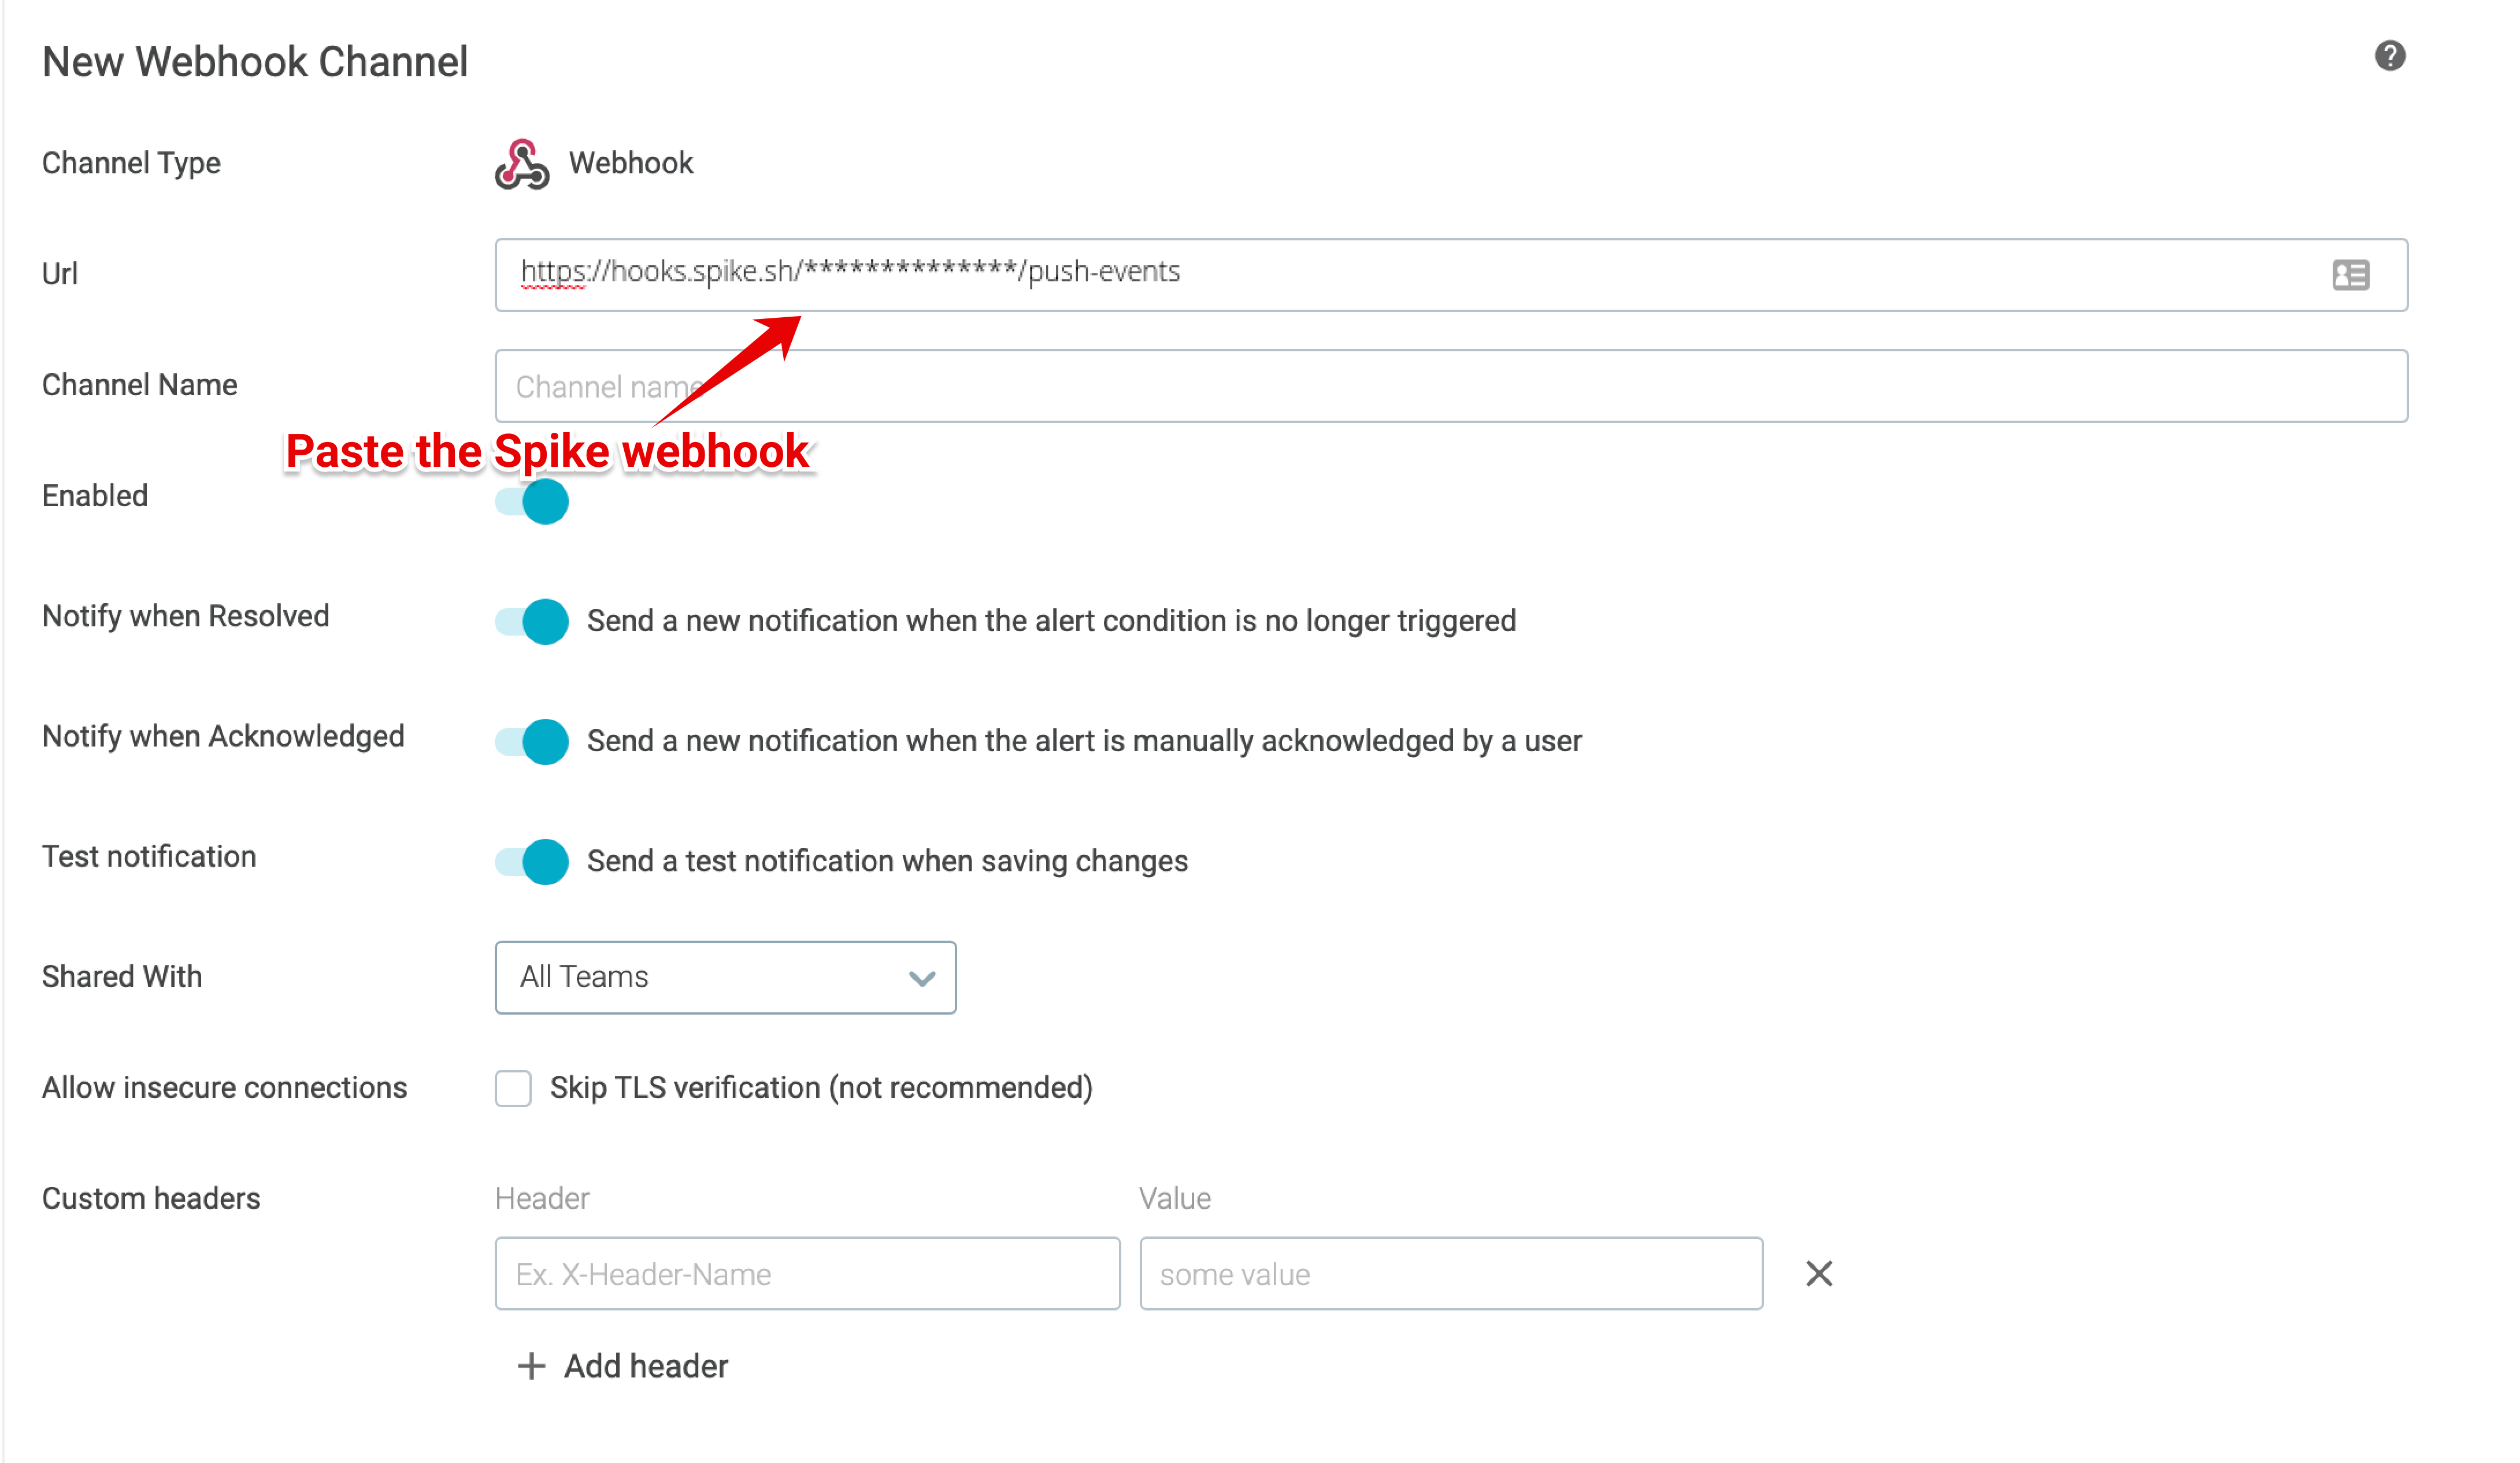 New Webhook Channel
?
Channel Type
Webhook
Url
https://hooks.spike.sh/**************/push-events
Channel Name
Channel name
Paste the Spike webhook
Enabled
Notify when Resolved
Send a new notification when the alert condition is no longer triggered
Notify when Acknowledged
Send a new notification when the alert is manually acknowledged by a user
Test notification
Send a test notification when saving changes
Shared With
All Teams
Allow insecure connections
Skip TLS verification (not recommended)
Custom headers
Header
Value
Ex. X-Header-Name
some value
+ Add header